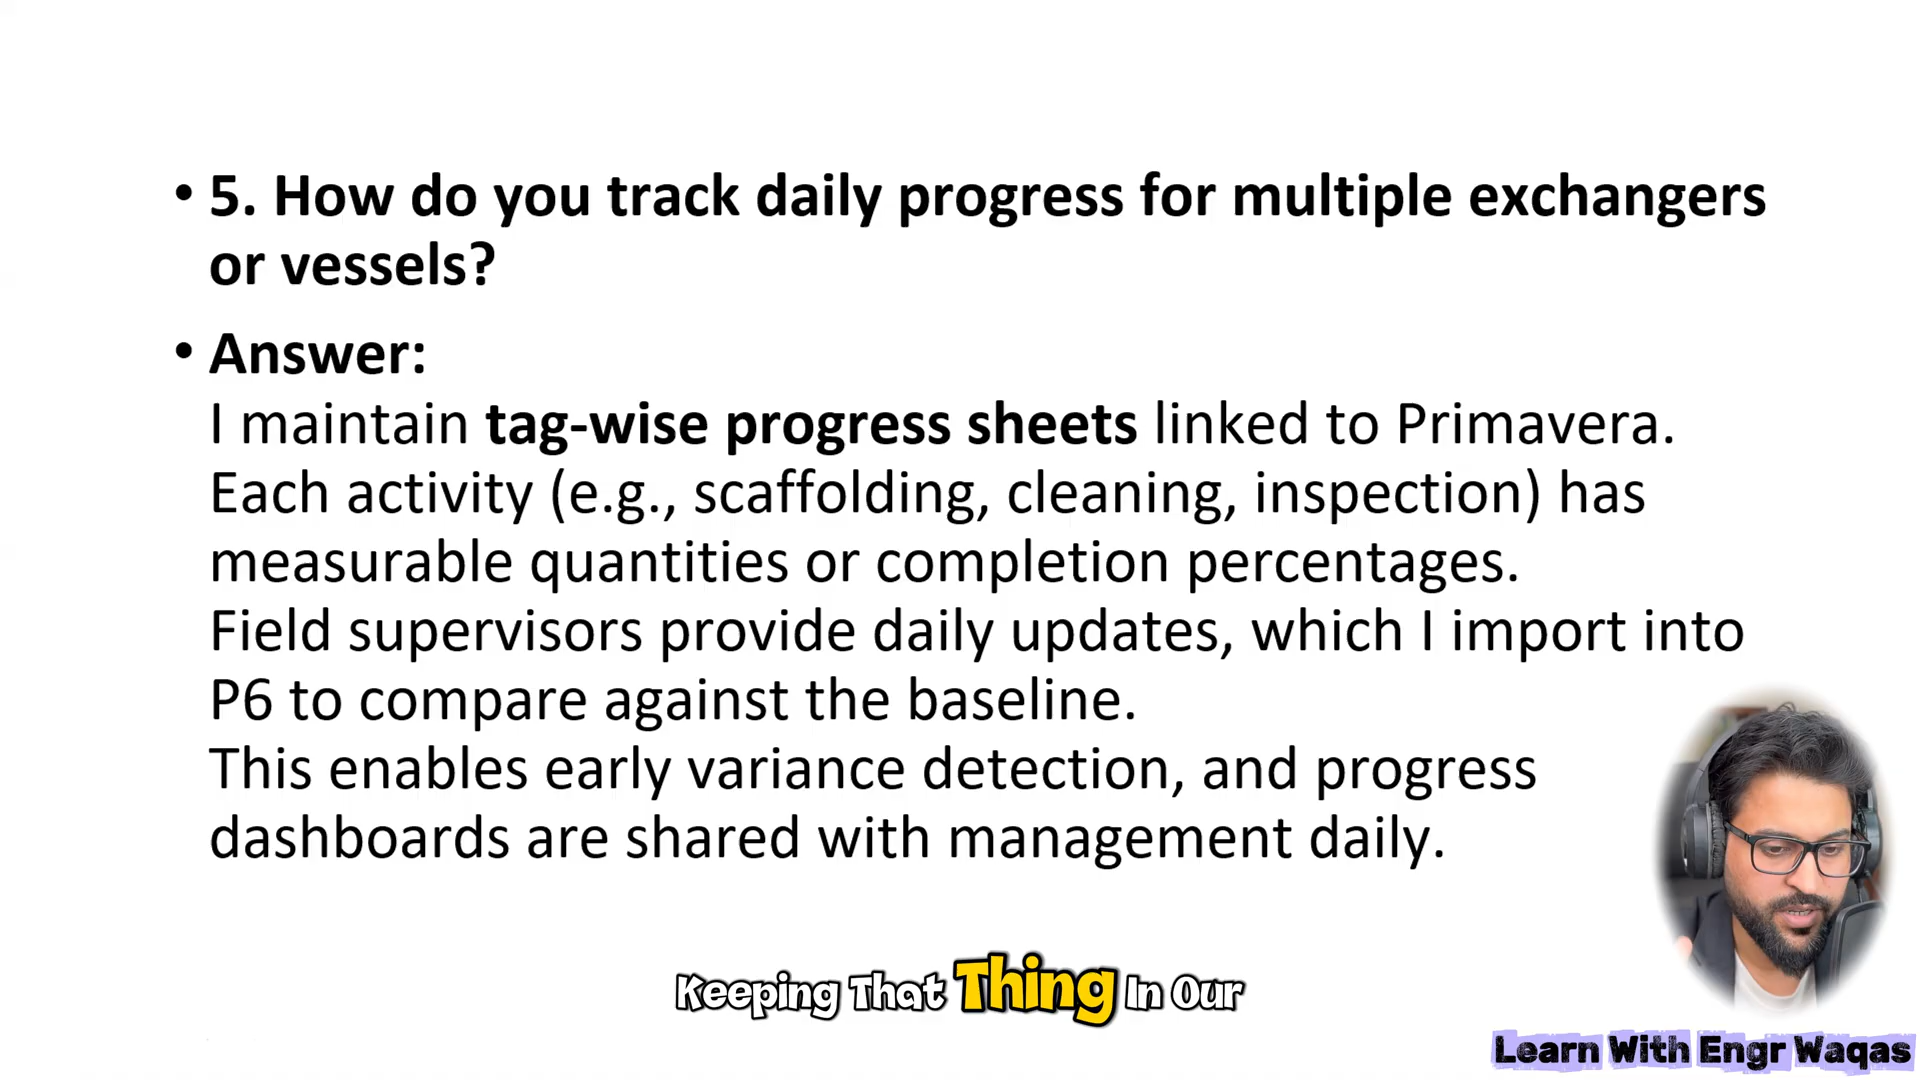 • 5. How do you track daily progress for multiple exchangers
or vessels?
• Answer:
I maintain tag-wise progress sheets linked to Primavera.
Each activity (e.g., scaffolding, cleaning, inspection) has
measurable quantities or completion percentages.
Field supervisors provide daily updates, which I import into
P6 to compare against the baseline.
This enables early variance detection, and progress
dashboards are shared with management daily.
Keeping That Thing In Our
Learn With Engr Waqas